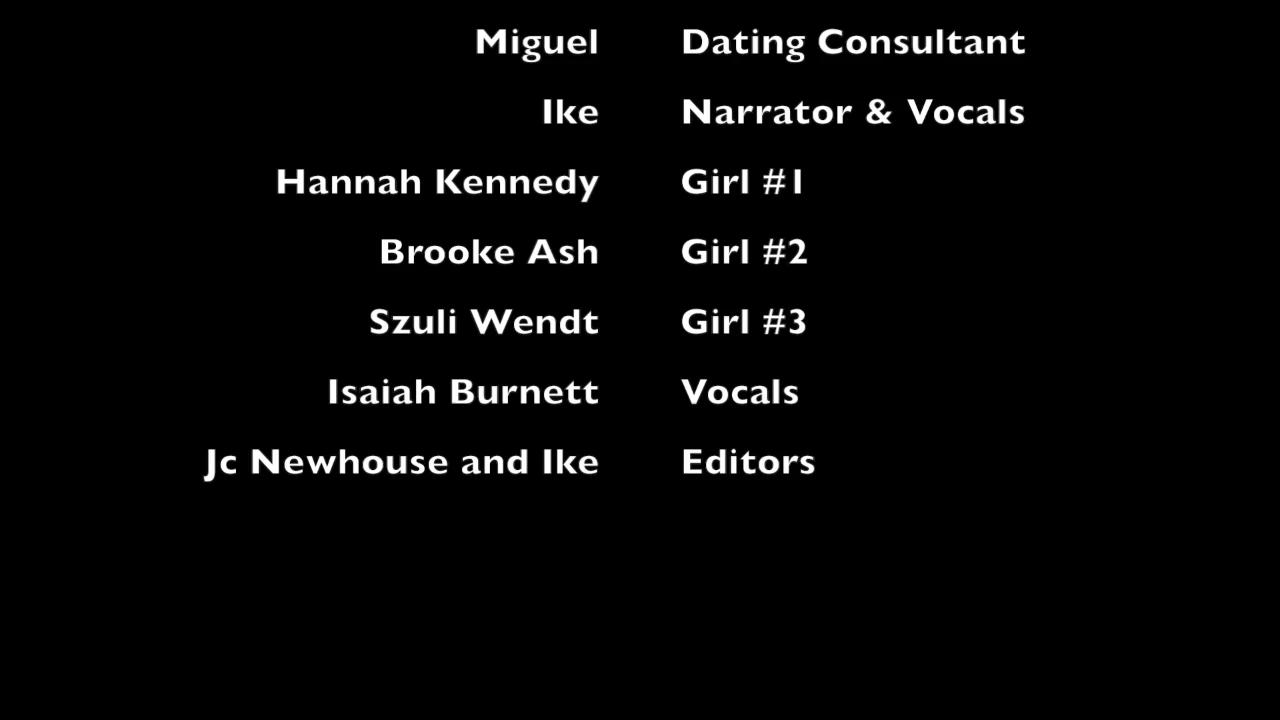 Miguel Dating Consultant
Ike Narrator & Vocals
Hannah Kennedy Girl #1
Brooke Ash Girl #2
Szuli Wendt Girl #3
Isaiah Burnett Vocals
Jc Newhouse and Ike Editors